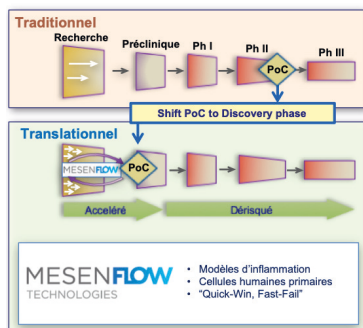 Traditionnel
Recherche
Préclinique
Ph I
Ph II
Ph III
PoC
Shift PoC to Discovery phase
Translationnel
MESENFLOW
PoC
Acceléré
Dérisqué
MESENFLOW
TECHNOLOGIES
• Modèles d'inflammation
• Cellules humaines primaires
• "Quick-Win, Fast-Fail"